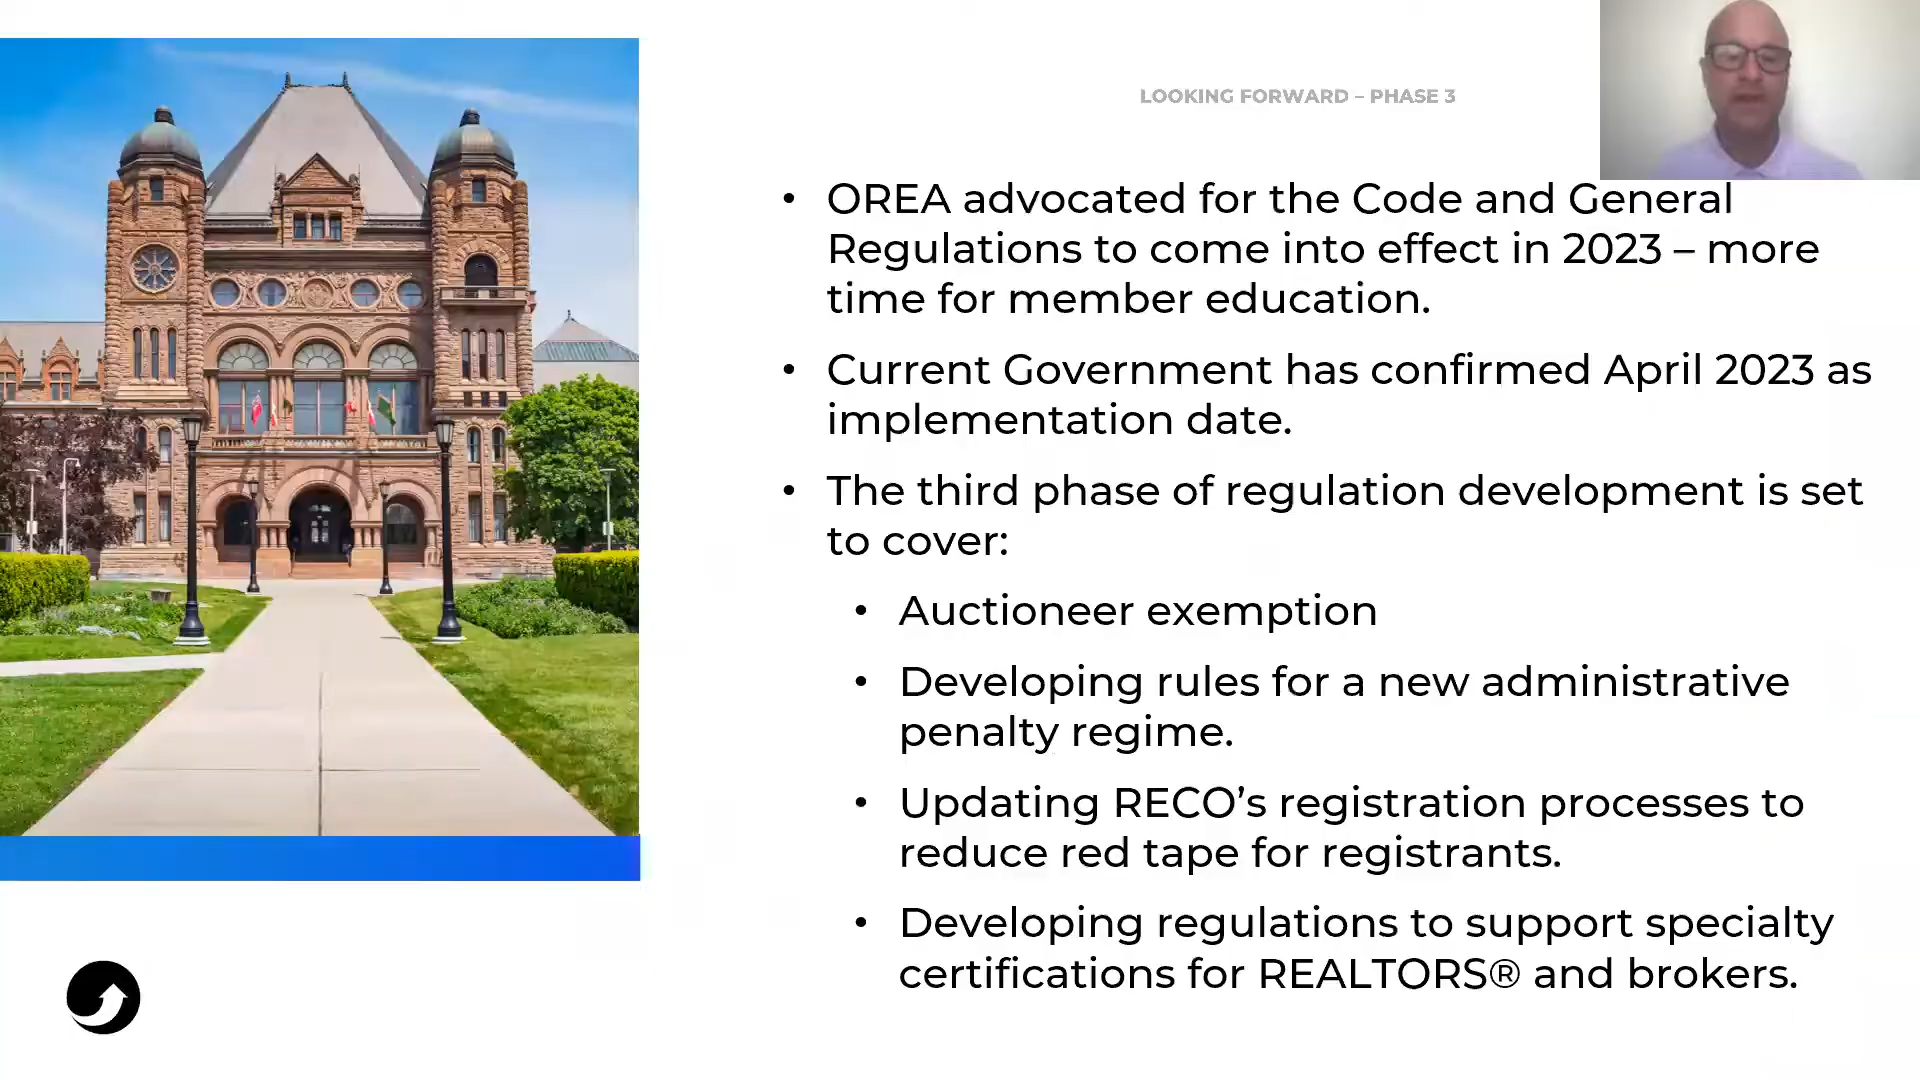 LOOKING FORWARD – PHASE 3
• OREA advocated for the Code and General
Regulations to come into effect in 2023 – more
time for member education.
• Current Government has confirmed April 2023 as
implementation date.
• The third phase of regulation development is set
to cover:
• Auctioneer exemption
• Developing rules for a new administrative
penalty regime.
• Updating RECO’s registration processes to
reduce red tape for registrants.
• Developing regulations to support specialty
certifications for REALTORS® and brokers.